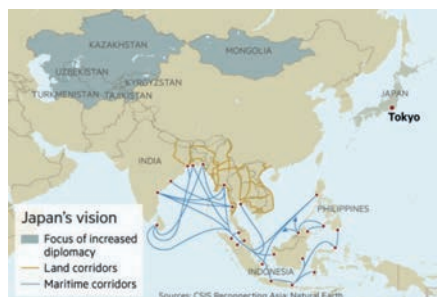 KAZAKHSTAN
MONGOLIA
UZBEKISTAN
KYRGYZSTAN
TURKMENISTAN
TAJIKISTAN
JAPAN
Tokyo
INDIA
PHILIPPINES
INDONESIA
Japan's vision
Focus of increased
diplomacy
Land corridors
Maritime corridors
Sources: CSIS Reconnecting Asia; Natural Earth